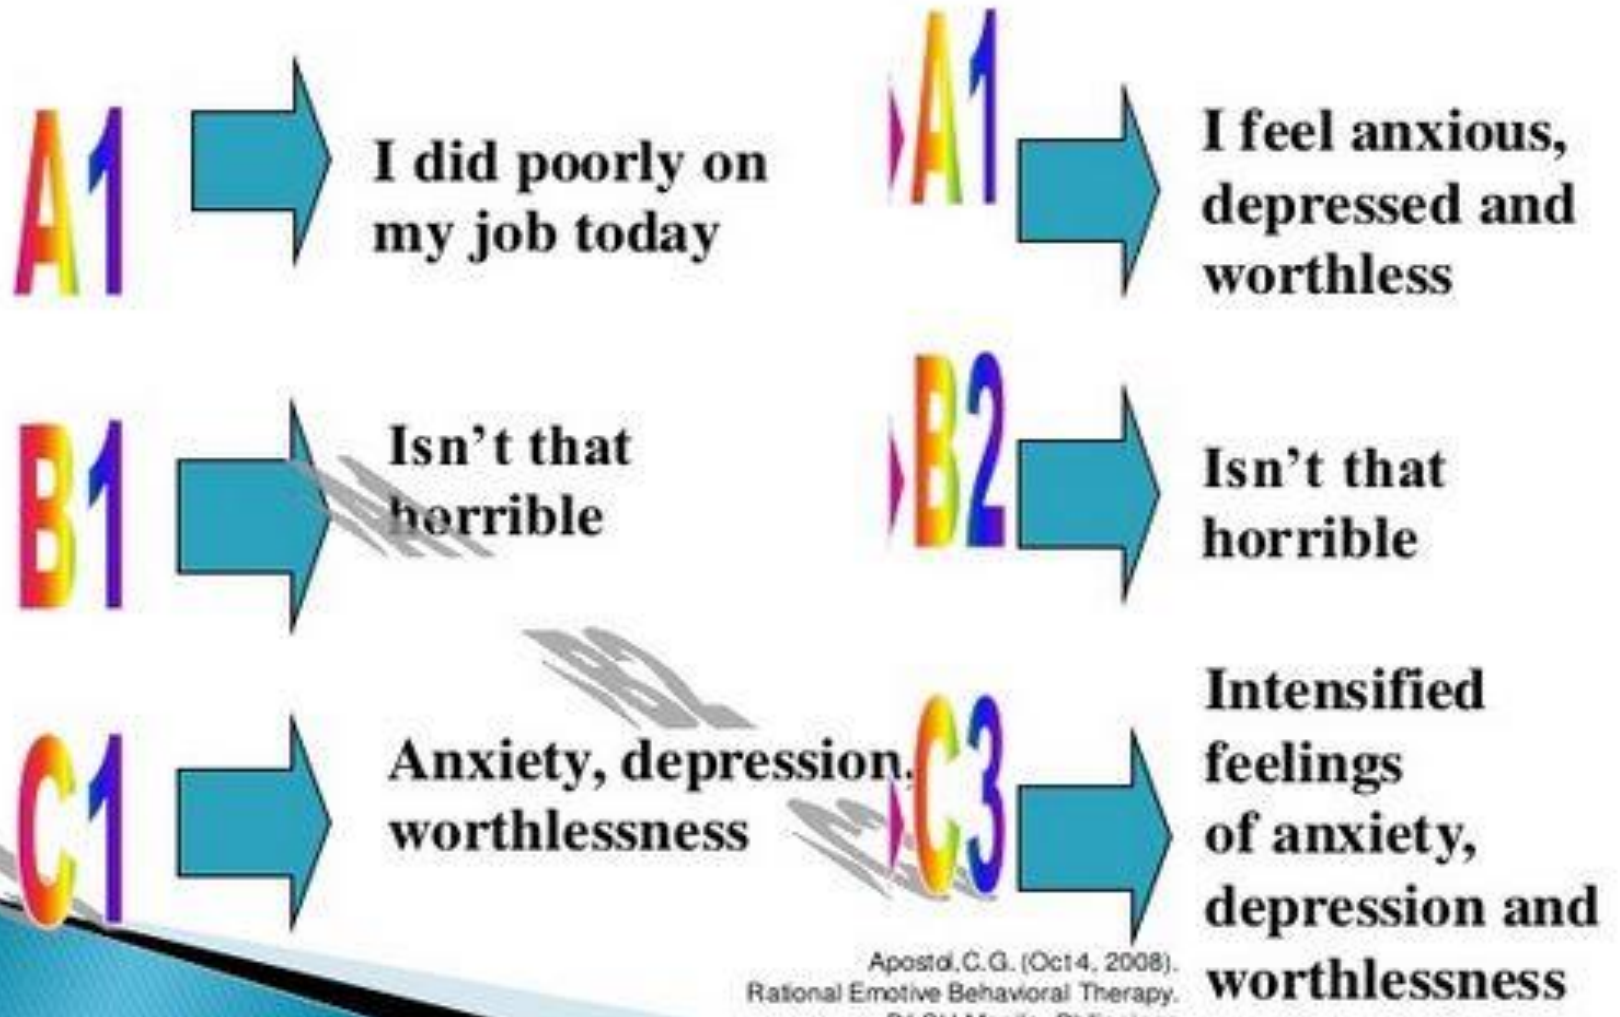 A1
I did poorly on
my job today
B1
Isn't that
horrible
C1
Anxiety, depression,
worthlessness
A1
I feel anxious,
depressed and
worthless
B2
Isn't that
horrible
C3
Intensified
feelings
of anxiety,
depression and
worthlessness
Apostol,C.G. (Oct4, 2008).
Rational Emotive Behavioral Therapy.